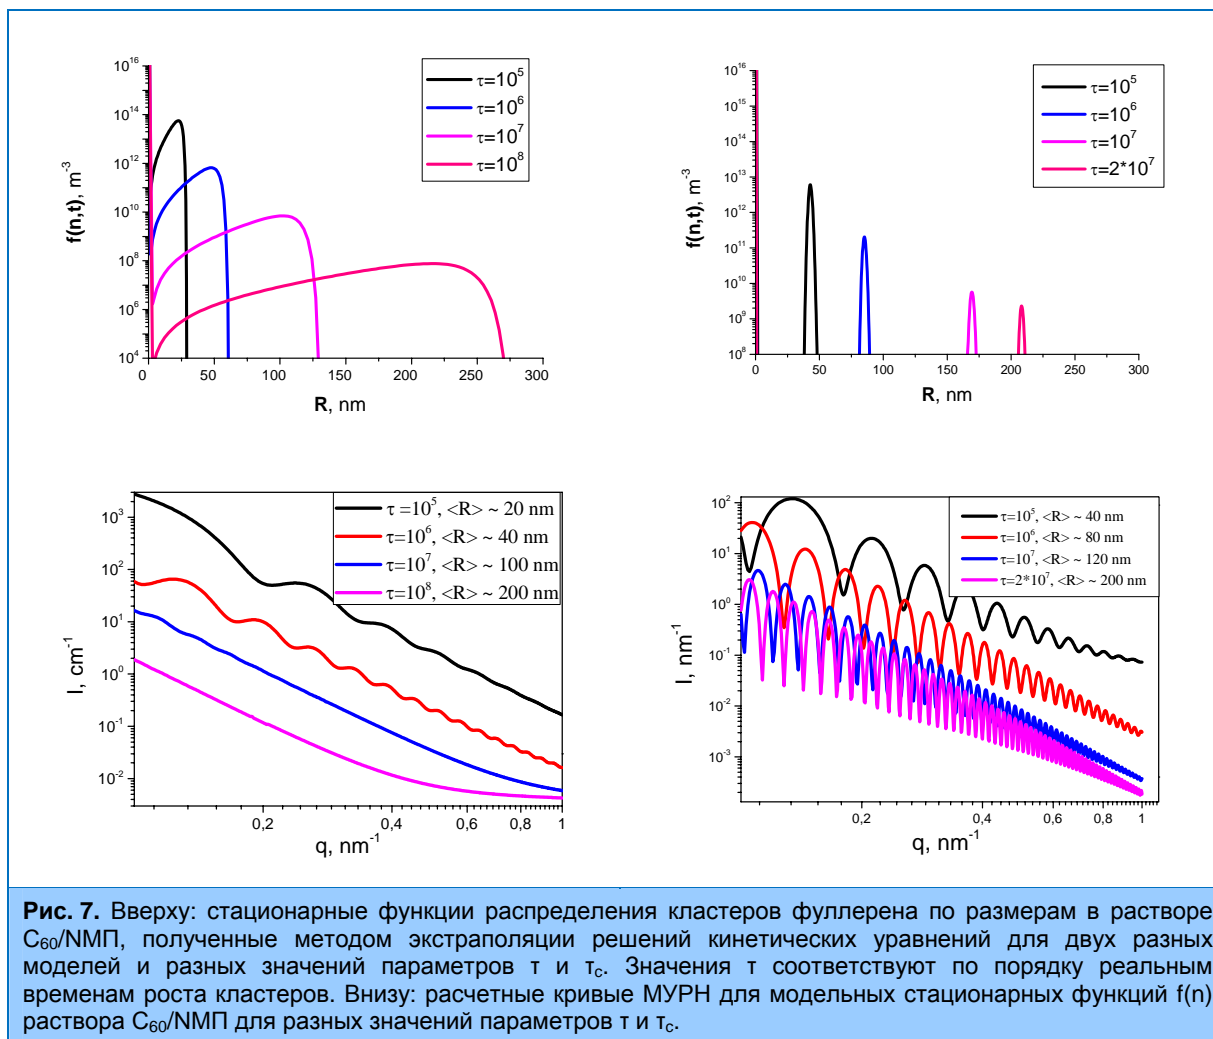 10^16
10^14
10^12
10^10
10^8
10^6
10^4
f(n,t), m^-3
0 50 100 150 200 250 300
R, nm
τ=10^5
τ=10^6
τ=10^7
τ=10^8
10^16
10^15
10^14
10^13
10^12
10^11
10^10
10^9
10^8
f(n,t), m^-3
0 50 100 150 200 250 300
R, nm
τ=10^5
τ=10^6
τ=10^7
τ=2*10^7
10^3
10^2
10^1
10^0
10^-1
10^-2
I, cm^-1
0,2 0,4 0,6 0,8 1
q, nm^-1
τ =10^5, <R> ~ 20 nm
τ=10^6, <R> ~ 40 nm
τ=10^7, <R> ~ 100 nm
τ=10^8, <R> ~ 200 nm
10^2
10^1
10^0
10^-1
10^-2
10^-3
I, nm^-1
0,2 0,4 0,6 0,8 1
q, nm^-1
τ=10^5, <R> ~ 40 nm
τ=10^6, <R> ~ 80 nm
τ=10^7, <R> ~ 120 nm
τ=2*10^7, <R> ~ 200 nm
Рис. 7. Вверху: стационарные функции распределения кластеров фуллерена по размерам в растворе
C₆₀/NМП, полученные методом экстраполяции решений кинетических уравнений для двух разных
моделей и разных значений параметров τ и τс. Значения τ соответствуют по порядку реальным
временам роста кластеров. Внизу: расчетные кривые МУРН для модельных стационарных функций f(n)
раствора C₆₀/NМП для разных значений параметров τ и τс.